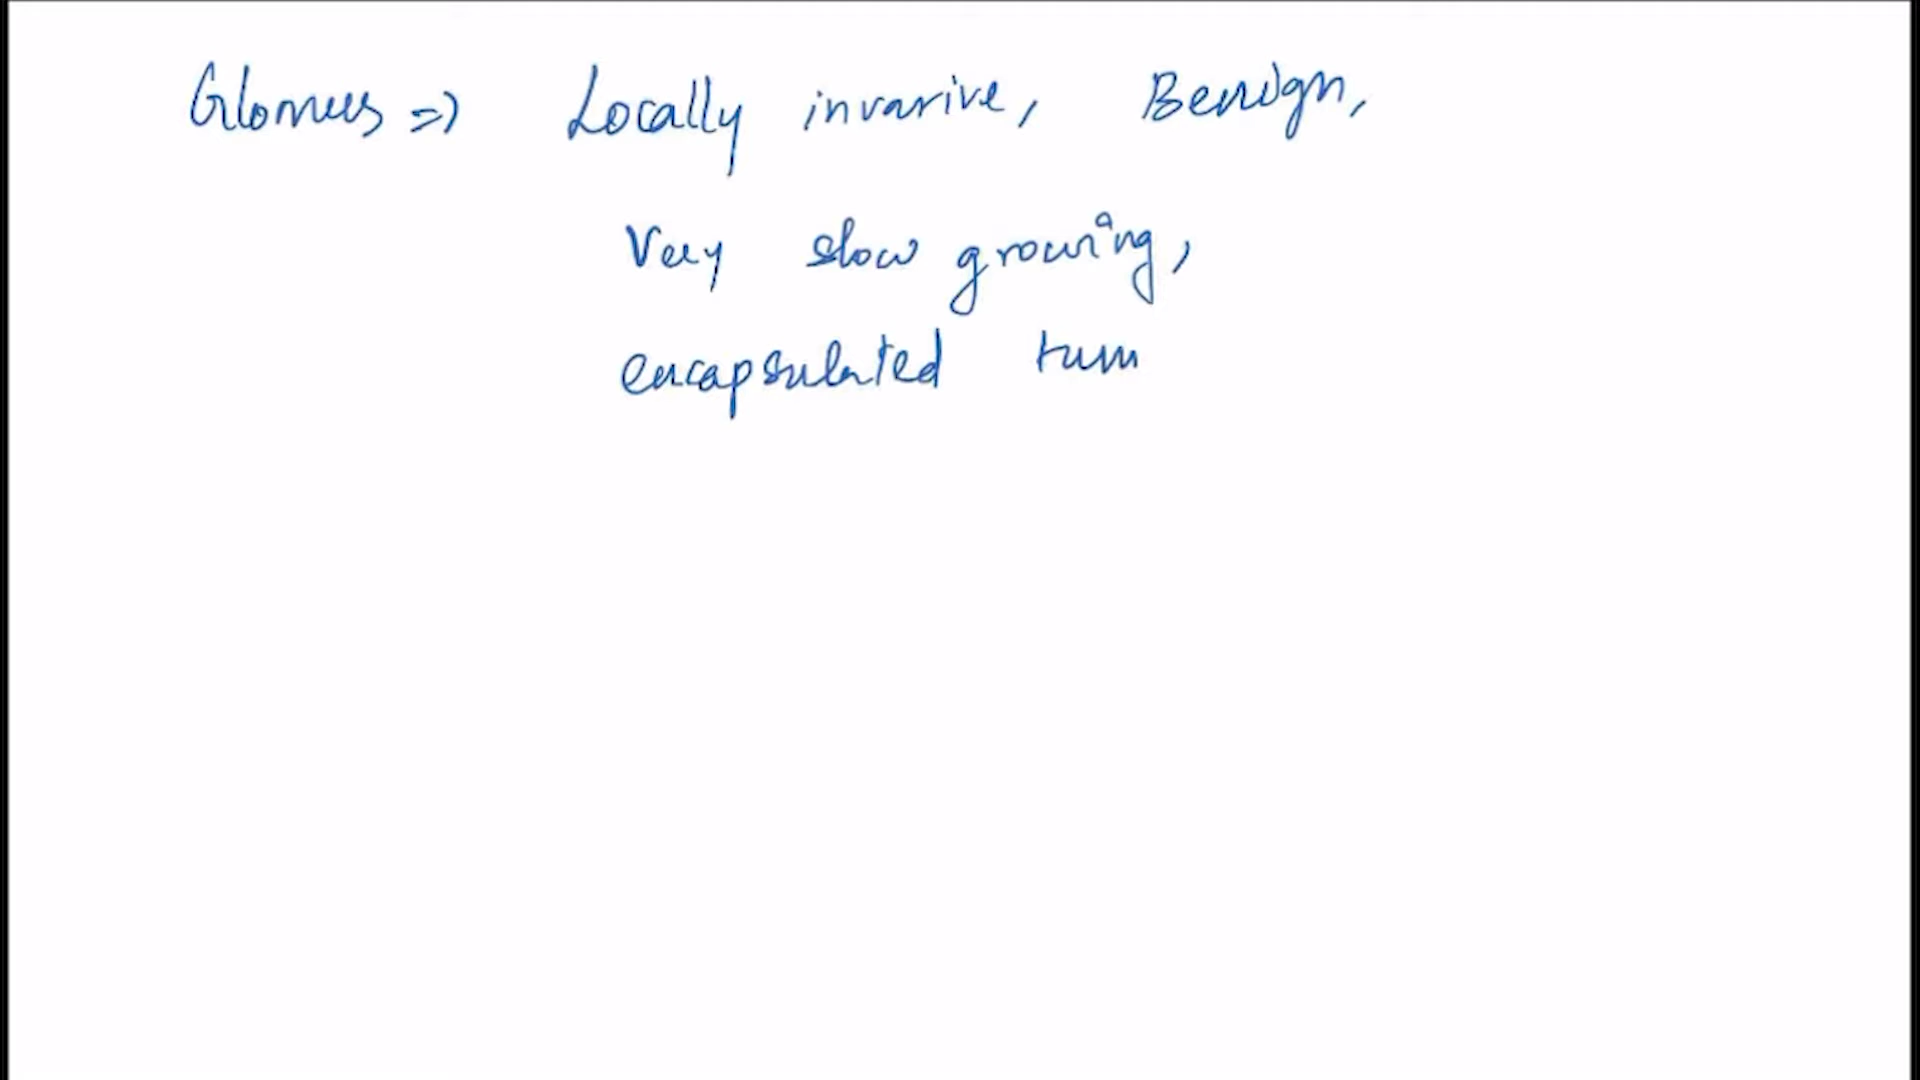 Glomus => Locally invasive, Benign,
Very slow growing,
encapsulated tum